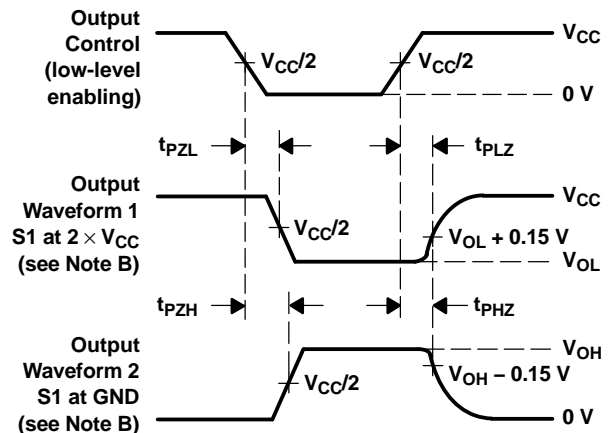 Output
Control
(low-level
enabling)
VCC/2
VCC/2
VCC
0 V
tPZL
tPLZ
Output
Waveform 1
S1 at 2 × VCC
(see Note B)
VCC/2
VCC
VOL + 0.15 V
VOL
tPZH
tPHZ
Output
Waveform 2
S1 at GND
(see Note B)
VCC/2
VOH
VOH − 0.15 V
0 V